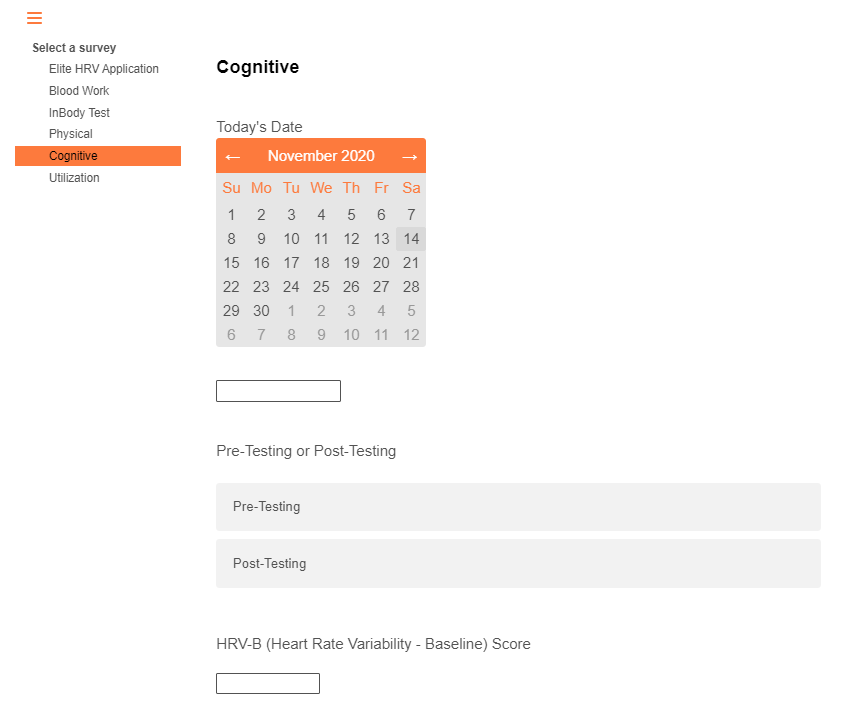 Select a survey
Elite HRV Application
Blood Work
InBody Test
Physical
Cognitive
Utilization
Cognitive
Today's Date
← November 2020 →
Su Mo Tu We Th Fr Sa
1 2 3 4 5 6 7
8 9 10 11 12 13 14
15 16 17 18 19 20 21
22 23 24 25 26 27 28
29 30 1 2 3 4 5
6 7 8 9 10 11 12
Pre-Testing or Post-Testing
Pre-Testing
Post-Testing
HRV-B (Heart Rate Variability - Baseline) Score